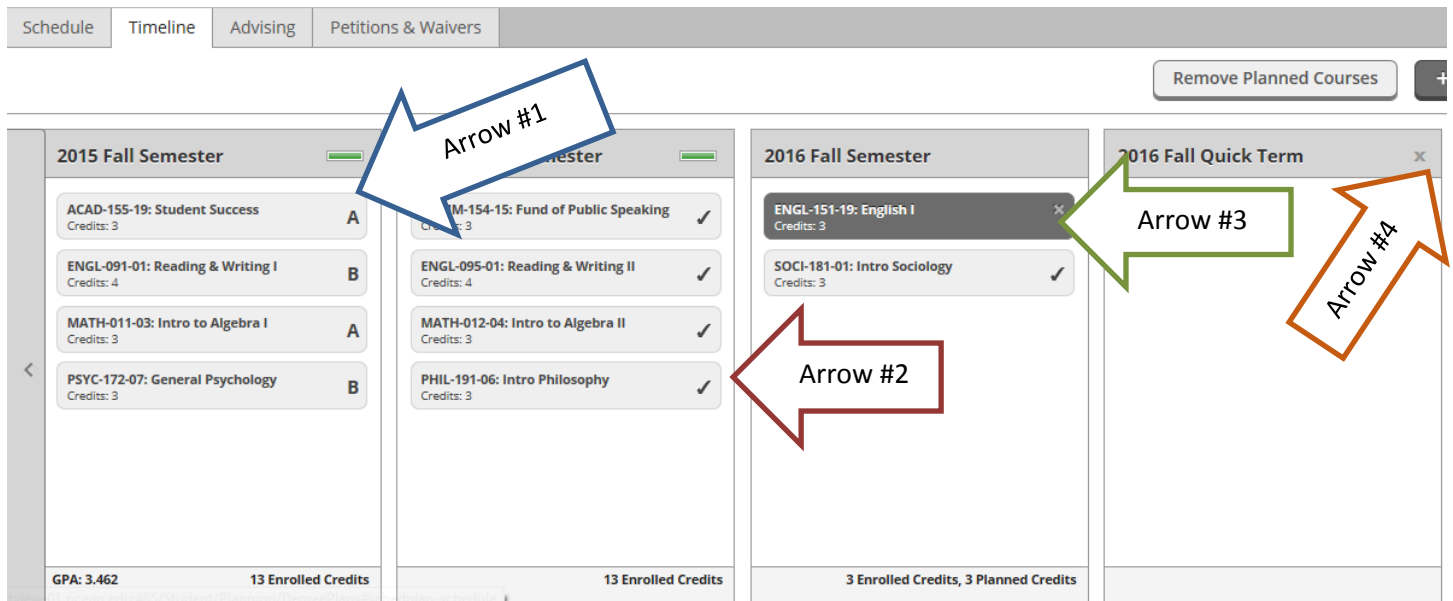 Schedule Timeline Advising Petitions & Waivers
Remove Planned Courses +
2015 Fall Semester
ACAD-155-19: Student Success A
Credits: 3
ENGL-091-01: Reading & Writing I B
Credits: 4
MATH-011-03: Intro to Algebra I A
Credits: 3
PSYC-172-07: General Psychology B
Credits: 3
GPA: 3.462 13 Enrolled Credits
Arrow #1
M-154-15: Fund of Public Speaking ✓
ENGL-095-01: Reading & Writing II ✓
Credits: 4
MATH-012-04: Intro to Algebra II ✓
Credits: 3
PHIL-191-06: Intro Philosophy ✓
Credits: 3
13 Enrolled Credits
Arrow #2
2016 Fall Semester
ENGL-151-19: English I ×
Credits: 3
SOCI-181-01: Intro Sociology ✓
Credits: 3
3 Enrolled Credits, 3 Planned Credits
Arrow #3
2016 Fall Quick Term x
Arrow #4